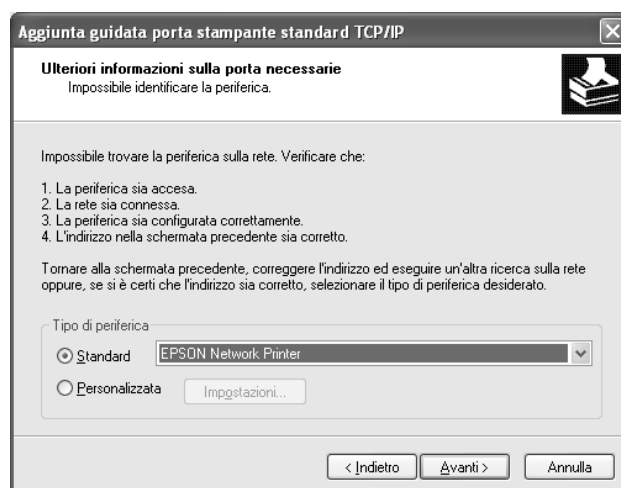 Aggiunta guidata porta stampante standard TCP/IP
Ulteriori informazioni sulla porta necessarie
Impossibile identificare la periferica.
Impossibile trovare la periferica sulla rete. Verificare che:
1. La periferica sia accesa.
2. La rete sia connessa.
3. La periferica sia configurata correttamente.
4. L'indirizzo nella schermata precedente sia corretto.
Tornare alla schermata precedente, correggere l'indirizzo ed eseguire un'altra ricerca sulla rete
oppure, se si è certi che l'indirizzo sia corretto, selezionare il tipo di periferica desiderato.
Tipo di periferica
Standard EPSON Network Printer
Personalizzata Impostazioni...
< Indietro Avanti > Annulla